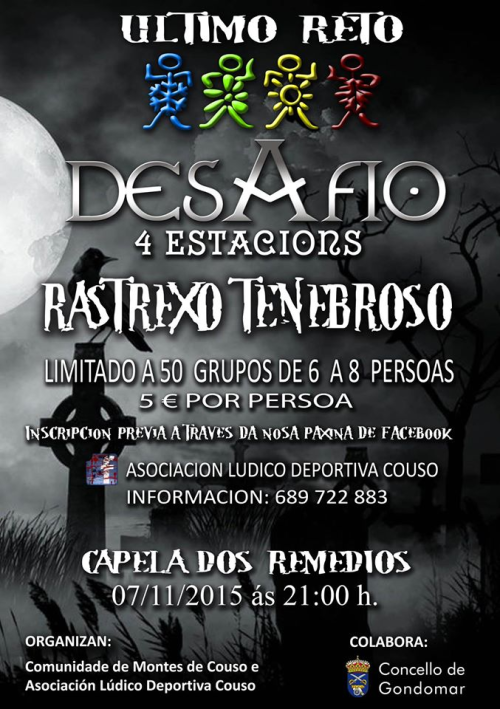 ULTIMO RETO
DESAFIO
4 ESTACIONS
RASTREXO TENEBROSO
LIMITADO A 50 GRUPOS DE 6 A 8 PERSOAS
5 € POR PERSOA
INSCRIPCION PREVIA A TRAVES DA NOSA PAXINA DE FACEBOOK
ASOCIACION LUDICO DEPORTIVA COUSO
INFORMACION: 689 722 883
CAPELA DOS REMEDIOS
07/11/2015 ás 21:00 h.
ORGANIZAN:
Comunidade de Montes de Couso e
Asociación Lúdico Deportiva Couso
COLABORA:
Concello de
Gondomar